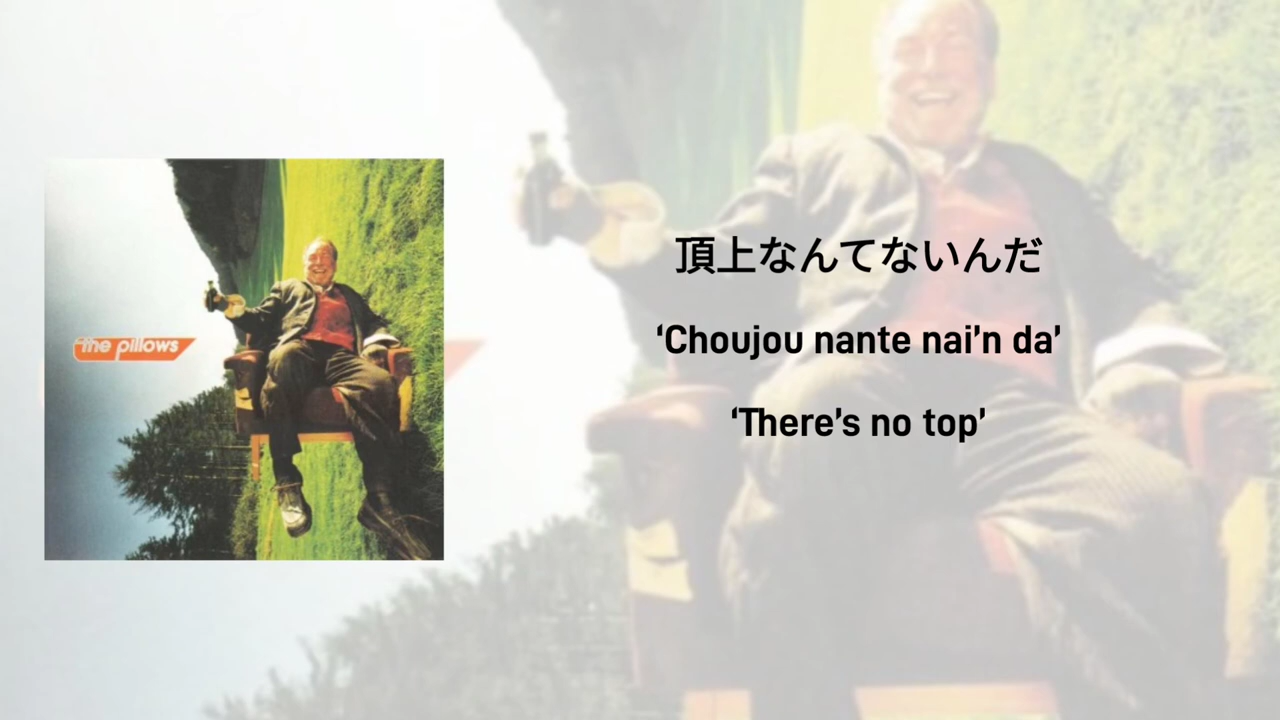 the pillows
頂上なんてないんだ
‘Choujou nante nai’n da’
‘There’s no top’